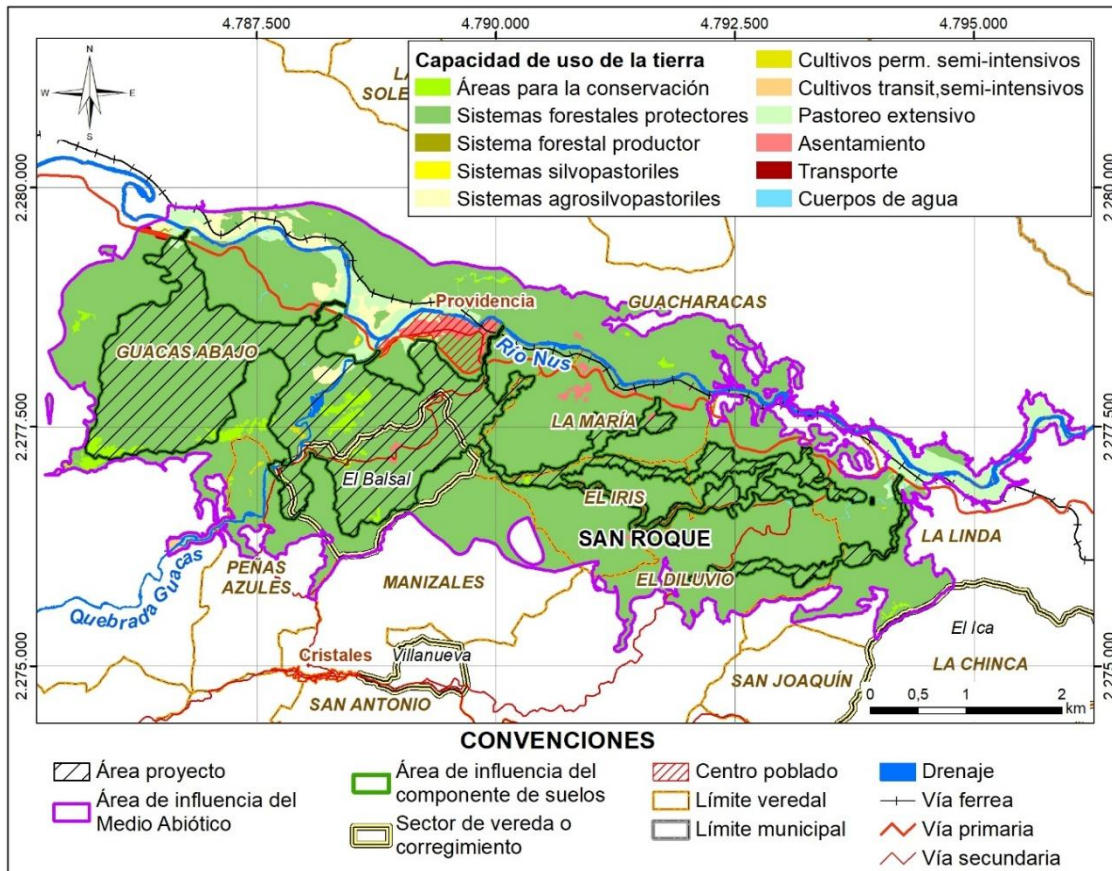 4.787.500
4.790.000
4.792.500
4.795.000
N
W
E
S
2.280.000
2.277.500
2.275.000
2.280.000
2.277.500
2.275.000
Capacidad de uso de la tierra
Áreas para la conservación
Sistemas forestales protectores
Sistema forestal productor
Sistemas silvopastoriles
Sistemas agrosilvopastoriles
Cultivos perm. semi-intensivos
Cultivos transit,semi-intensivos
Pastoreo extensivo
Asentamiento
Transporte
Cuerpos de agua
Providencia
GUACHARACAS
GUACAS ABAJO
Río Nus
LA MARÍA
El Balsal
EL IRIS
SAN ROQUE
LA LINDA
PEÑAS
AZULES
MANIZALES
EL DILUVIO
Quebrada Guacas
El Ica
Cristales
Villanueva
LA CHINCA
SAN JOAQUÍN
SAN ANTONIO
0 0,5 1 2
km
CONVENCIONES
Área proyecto
Área de influencia del
Medio Abiótico
Área de influencia del
componente de suelos
Sector de vereda o
corregimiento
Centro poblado
Límite veredal
Límite municipal
Drenaje
Vía ferrea
Vía primaria
Vía secundaria